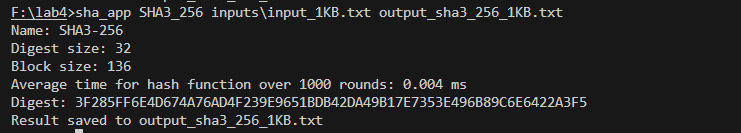 F:\lab4>sha_app SHA3_256 inputs\input_1KB.txt output_sha3_256_1KB.txt
Name: SHA3-256
Digest size: 32
Block size: 136
Average time for hash function over 1000 rounds: 0.004 ms
Digest: 3F285FF6E4D674A76AD4F239E9651BDB42DA49B17E7353E496B89C6E6422A3F5
Result saved to output_sha3_256_1KB.txt